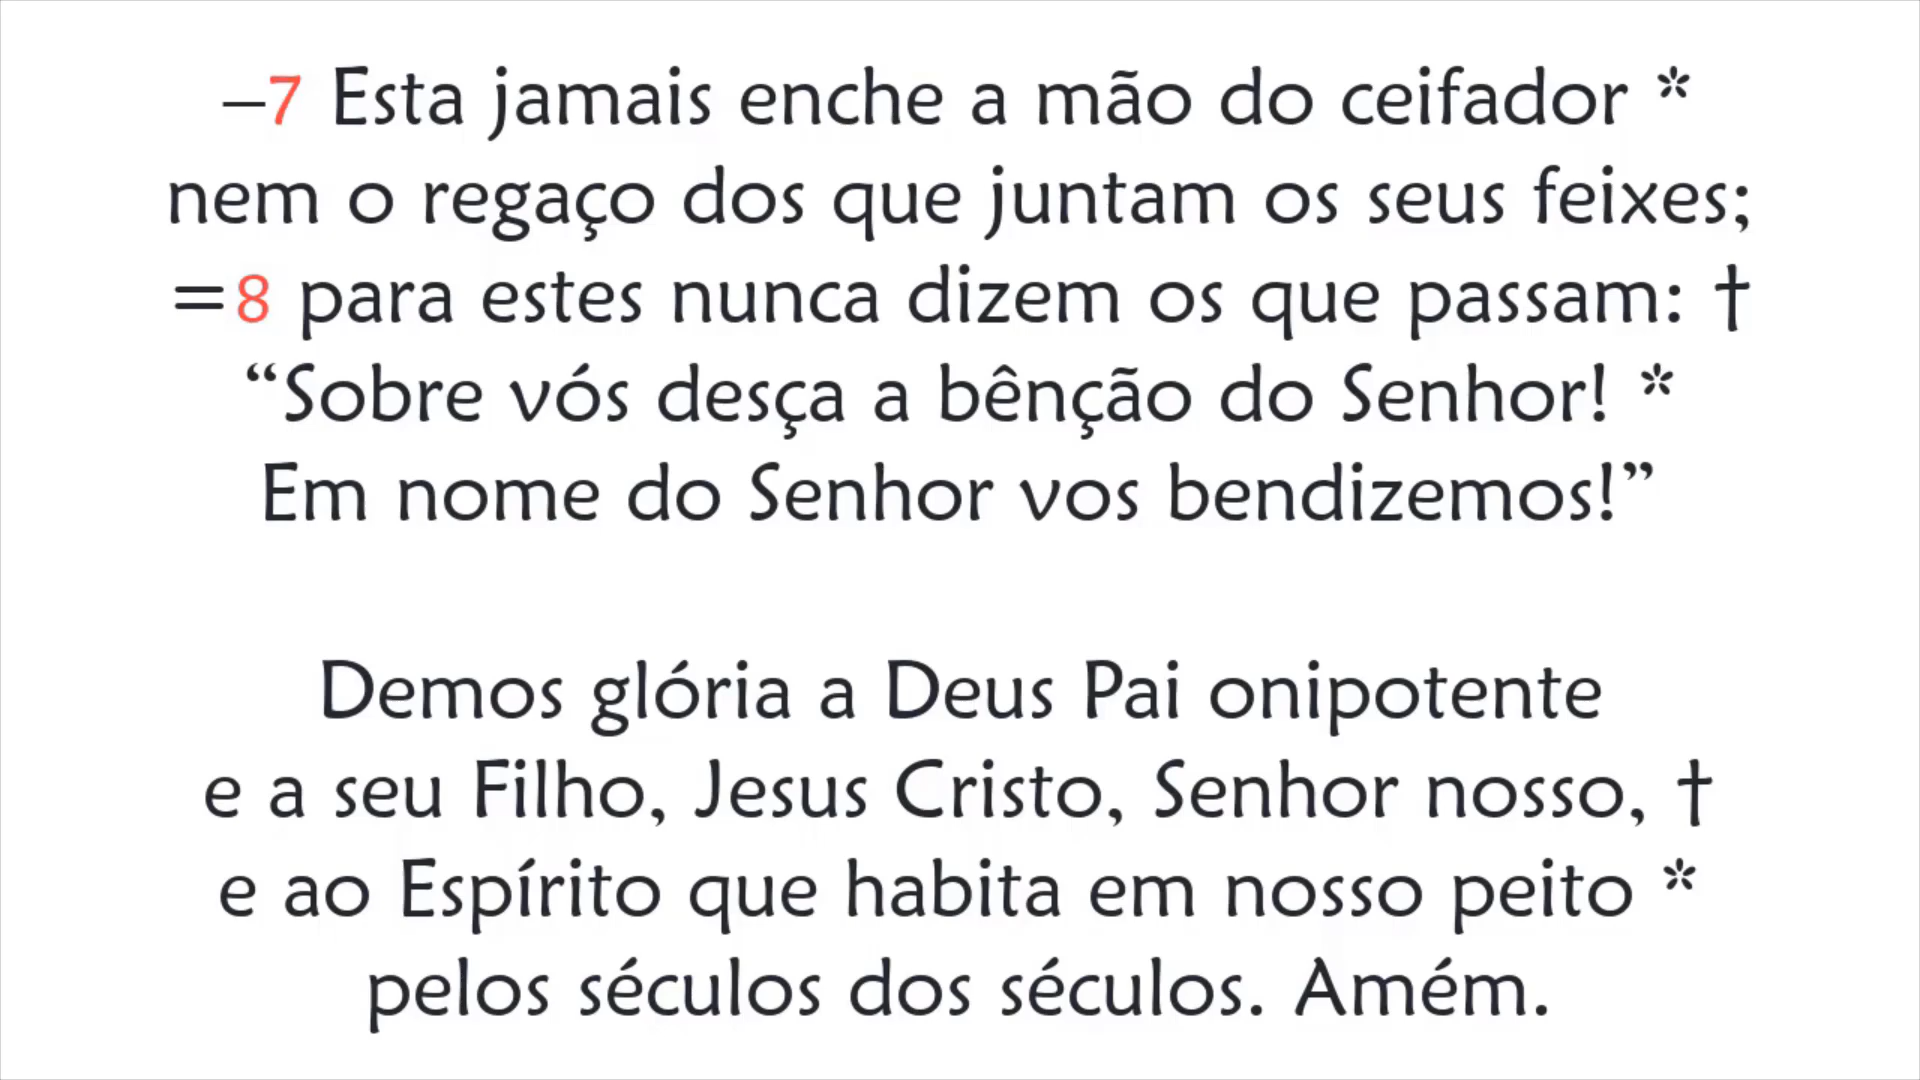 –7 Esta jamais enche a mão do ceifador *
nem o regaço dos que juntam os seus feixes;
=8 para estes nunca dizem os que passam: †
“Sobre vós desça a bênção do Senhor! *
Em nome do Senhor vos bendizemos!”
Demos glória a Deus Pai onipotente
e a seu Filho, Jesus Cristo, Senhor nosso, †
e ao Espírito que habita em nosso peito *
pelos séculos dos séculos. Amém.